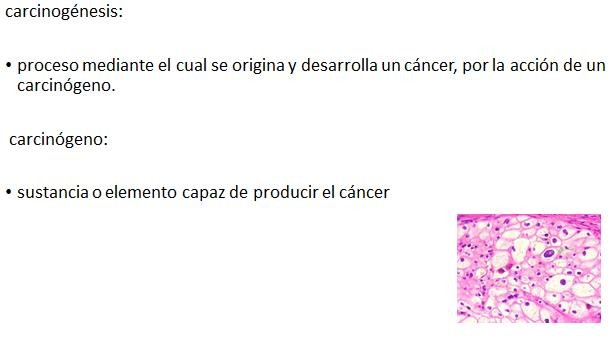 carcinogénesis:
• proceso mediante el cual se origina y desarrolla un cáncer, por la acción de un
carcinógeno.
carcinógeno:
• sustancia o elemento capaz de producir el cáncer